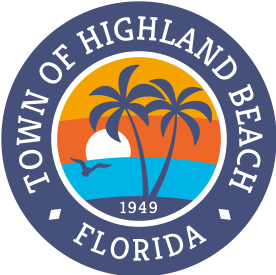 TOWN OF HIGHLAND BEACH
1949
FLORIDA